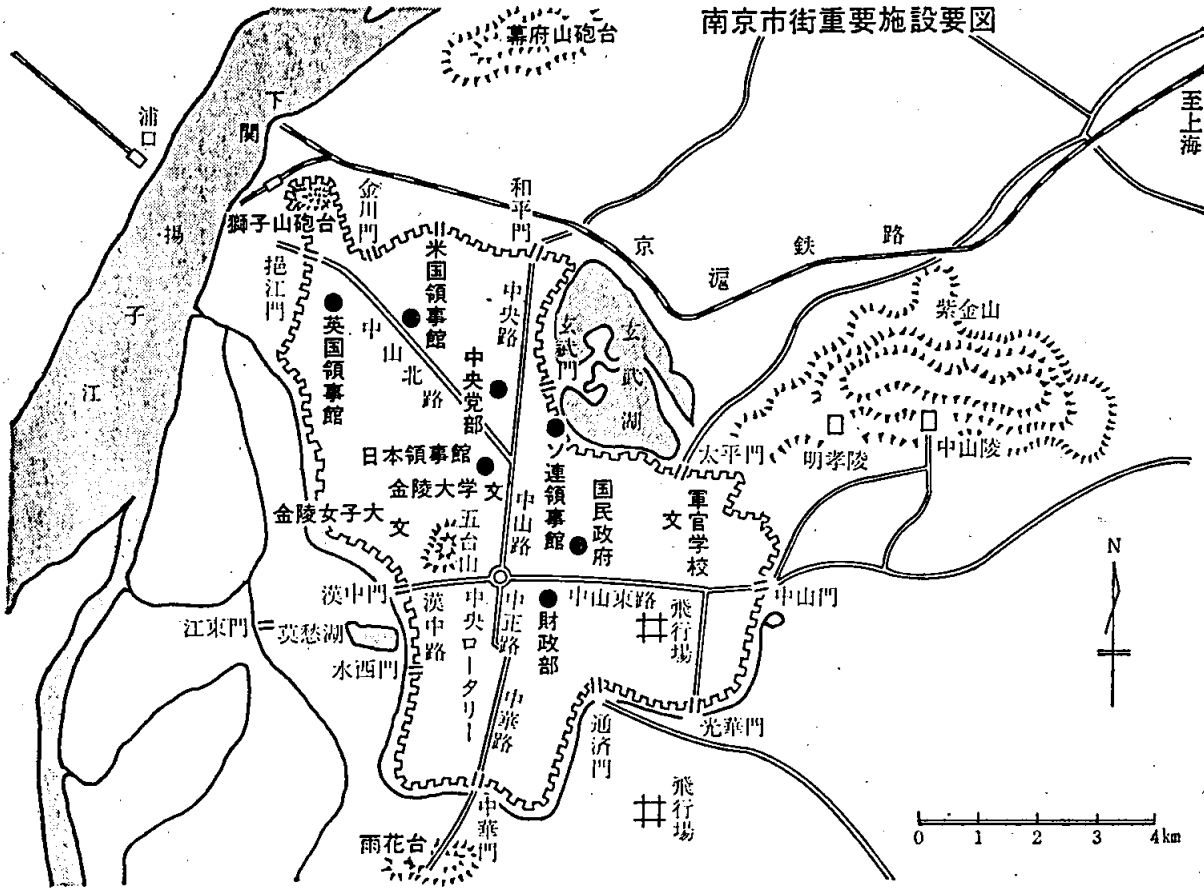 南京市街重要施設要図
幕府山砲台
至上海
浦口
下関
獅子山砲台
金川門
和平門
京滬鉄路
揚子江
挹江門
米国領事館
中央路
玄武門
玄武湖
紫金山
英国領事館
中山北路
中央党部
日本領事館
金陵大学
文
ソ連領事館
太平門
明孝陵
中山陵
金陵女子大
文
五台山
中山路
国民政府
軍官学校
文
漢中門
漢中路
中央ロータリー
中正路
財政部
中山東路
飛行場
中山門
江東門
莫愁湖
水西門
中華路
通済門
光華門
飛行場
中華門
雨花台
N
0 1 2 3 4km